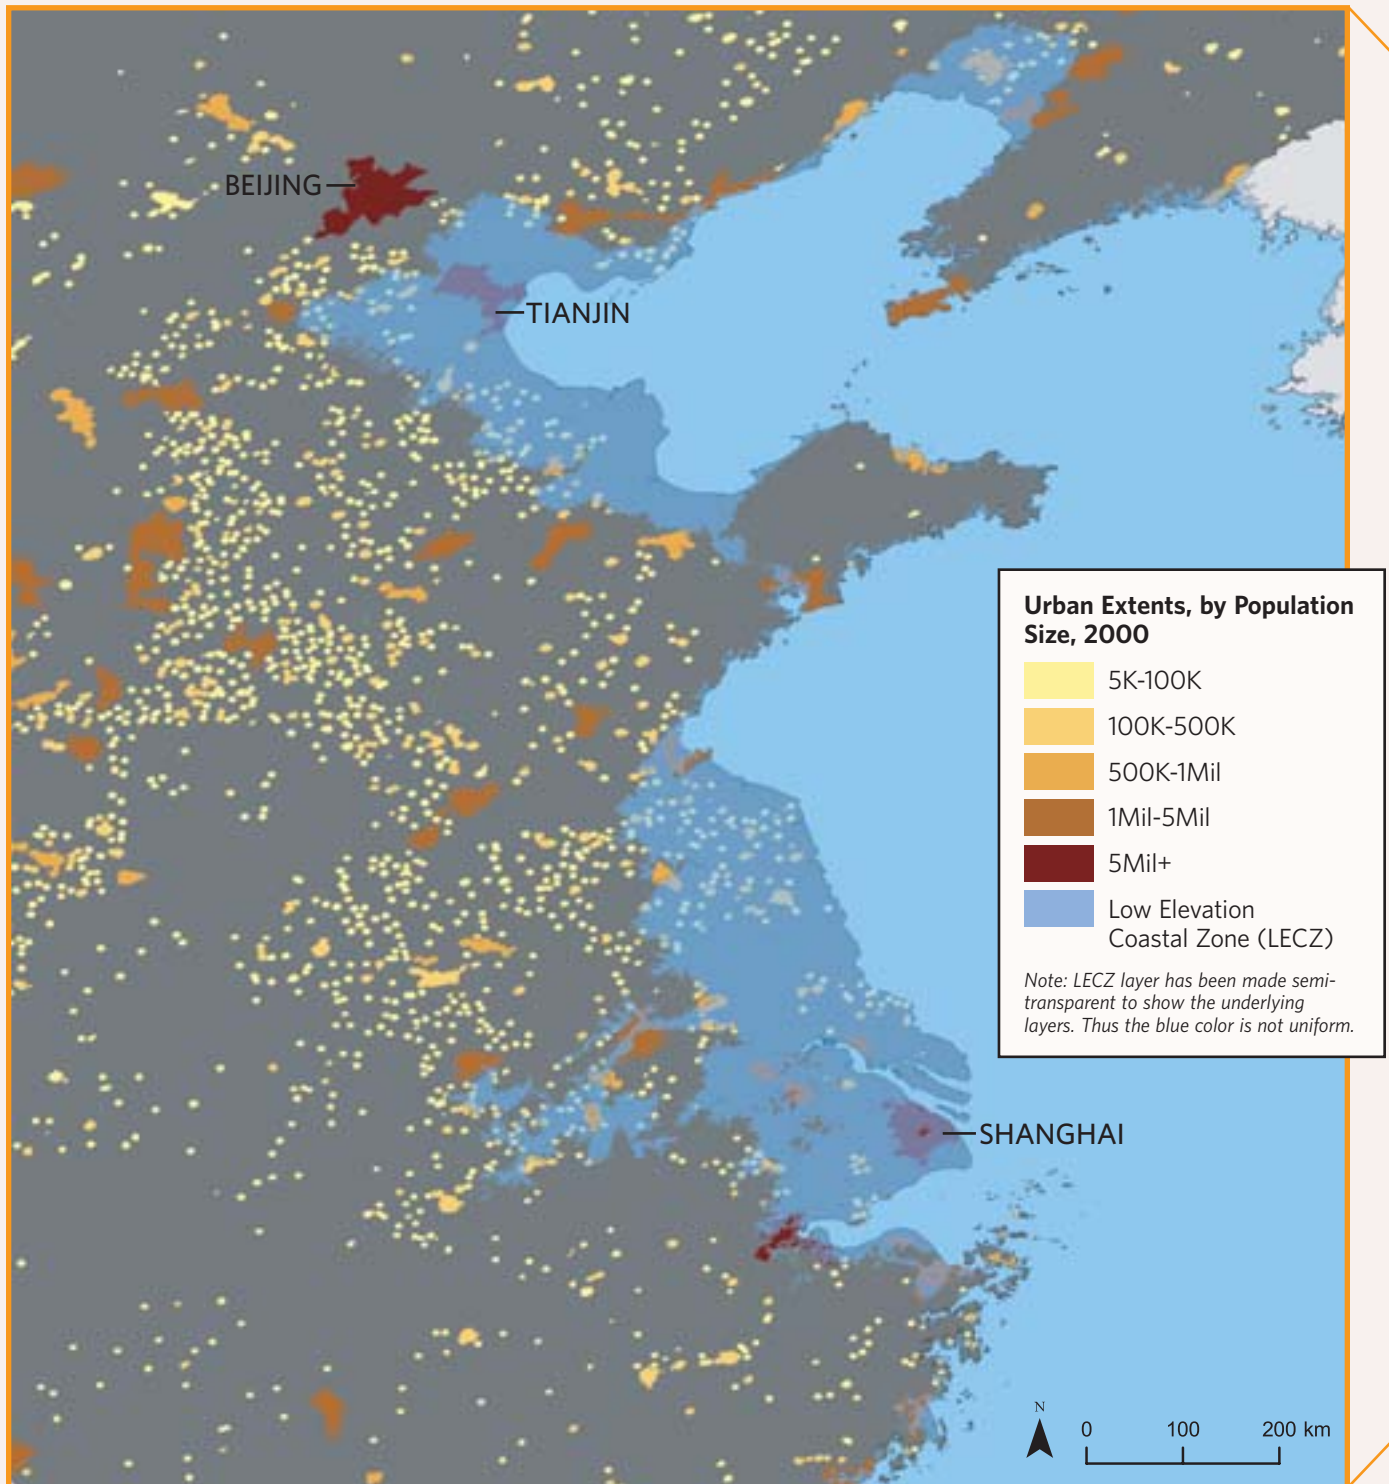 BEIJING
TIANJIN
Urban Extents, by Population
Size, 2000
5K-100K
100K-500K
500K-1Mil
1Mil-5Mil
5Mil+
Low Elevation
Coastal Zone (LECZ)
Note: LECZ layer has been made semi-
transparent to show the underlying
layers. Thus the blue color is not uniform.
SHANGHAI
N
0 100 200 km